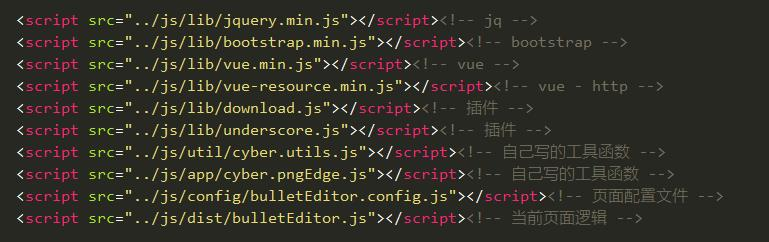 <script src="../js/lib/jquery.min.js"></script><!-- jq -->
<script src="../js/lib/bootstrap.min.js"></script><!-- bootstrap -->
<script src="../js/lib/vue.min.js"></script><!-- vue -->
<script src="../js/lib/vue-resource.min.js"></script><!-- vue - http -->
<script src="../js/lib/download.js"></script><!-- 插件 -->
<script src="../js/lib/underscore.js"></script><!-- 插件 -->
<script src="../js/util/cyber.utils.js"></script><!-- 自己写的工具函数 -->
<script src="../js/app/cyber.pngEdge.js"></script><!-- 自己写的工具函数 -->
<script src="../js/config/bulletEditor.config.js"></script><!-- 页面配置文件 -->
<script src="../js/dist/bulletEditor.js"></script><!-- 当前页面逻辑 -->